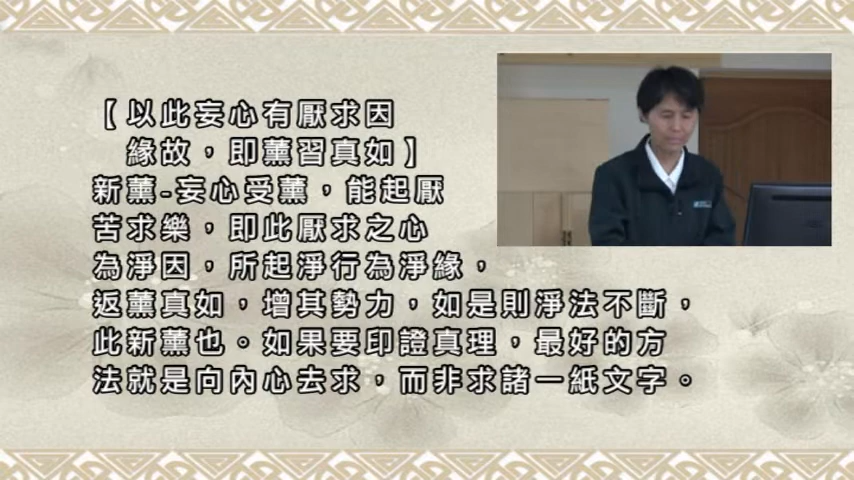 【以此妄心有厭求因
緣故，即薰習真如】
新薰-妄心受薰，能起厭
苦求樂，即此厭求之心
為淨因，所起淨行為淨緣，
返薰真如，增其勢力，如是則淨法不斷，
此新薰也。如果要印證真理，最好的方
法就是向內心去求，而非求諸一紙文字。